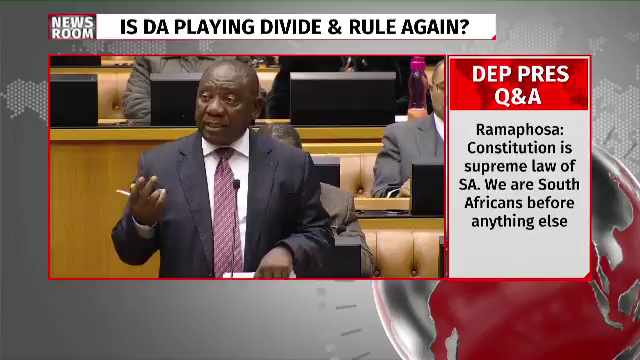 NEWS
ROOM
IS DA PLAYING DIVIDE & RULE AGAIN?
DEP PRES
Q&A
Ramaphosa:
Constitution is
supreme law of
SA. We are South
Africans before
anything else